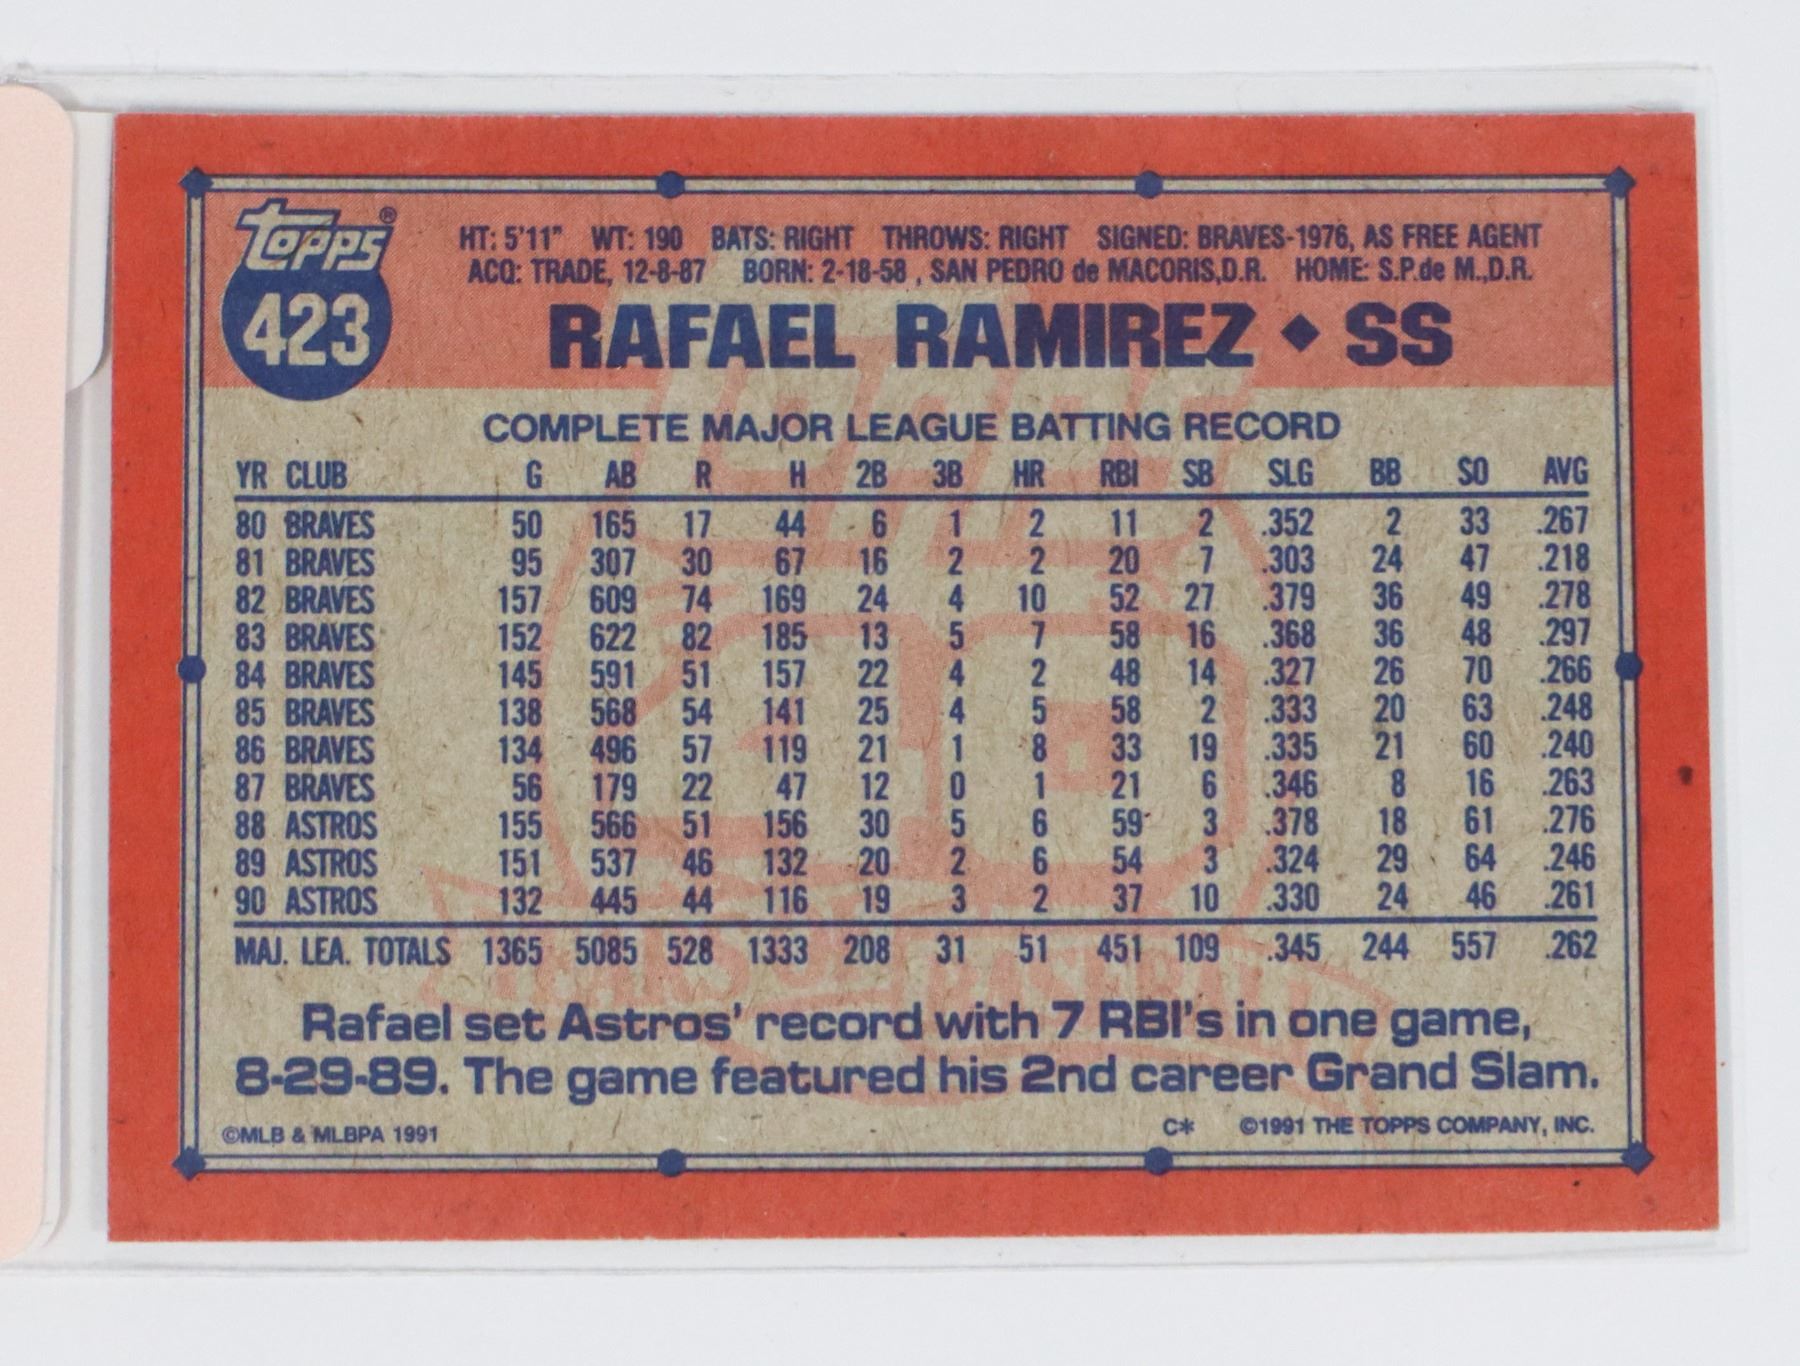 Topps®
423
HT: 5'11" WT: 190 BATS: RIGHT THROWS: RIGHT SIGNED: BRAVES-1976, AS FREE AGENT
ACQ: TRADE, 12-8-87 BORN: 2-18-58 , SAN PEDRO de MACORIS,D.R. HOME: S.P.de M.,D.R.
RAFAEL RAMIREZ ◆ SS
COMPLETE MAJOR LEAGUE BATTING RECORD
YR CLUB G AB R H 2B 3B HR RBI SB SLG BB SO AVG
80 BRAVES 50 165 17 44 6 1 2 11 2 .352 2 33 .267
81 BRAVES 95 307 30 67 16 2 2 20 7 .303 24 47 .218
82 BRAVES 157 609 74 169 24 4 10 52 27 .379 36 49 .278
83 BRAVES 152 622 82 185 13 5 7 58 16 .368 36 48 .297
84 BRAVES 145 591 51 157 22 4 2 48 14 .327 26 70 .266
85 BRAVES 138 568 54 141 25 4 5 58 2 .333 20 63 .248
86 BRAVES 134 496 57 119 21 1 8 33 19 .335 21 60 .240
87 BRAVES 56 179 22 47 12 0 1 21 6 .346 8 16 .263
88 ASTROS 155 566 51 156 30 5 6 59 3 .378 18 61 .276
89 ASTROS 151 537 46 132 20 2 6 54 3 .324 29 64 .246
90 ASTROS 132 445 44 116 19 3 2 37 10 .330 24 46 .261
MAJ. LEA. TOTALS 1365 5085 528 1333 208 31 51 451 109 .345 244 557 .262
Rafael set Astros' record with 7 RBI's in one game,
8-29-89. The game featured his 2nd career Grand Slam.
©MLB & MLBPA 1991 C* ©1991 THE TOPPS COMPANY, INC.
Topps
40
YEARS OF BASEBALL